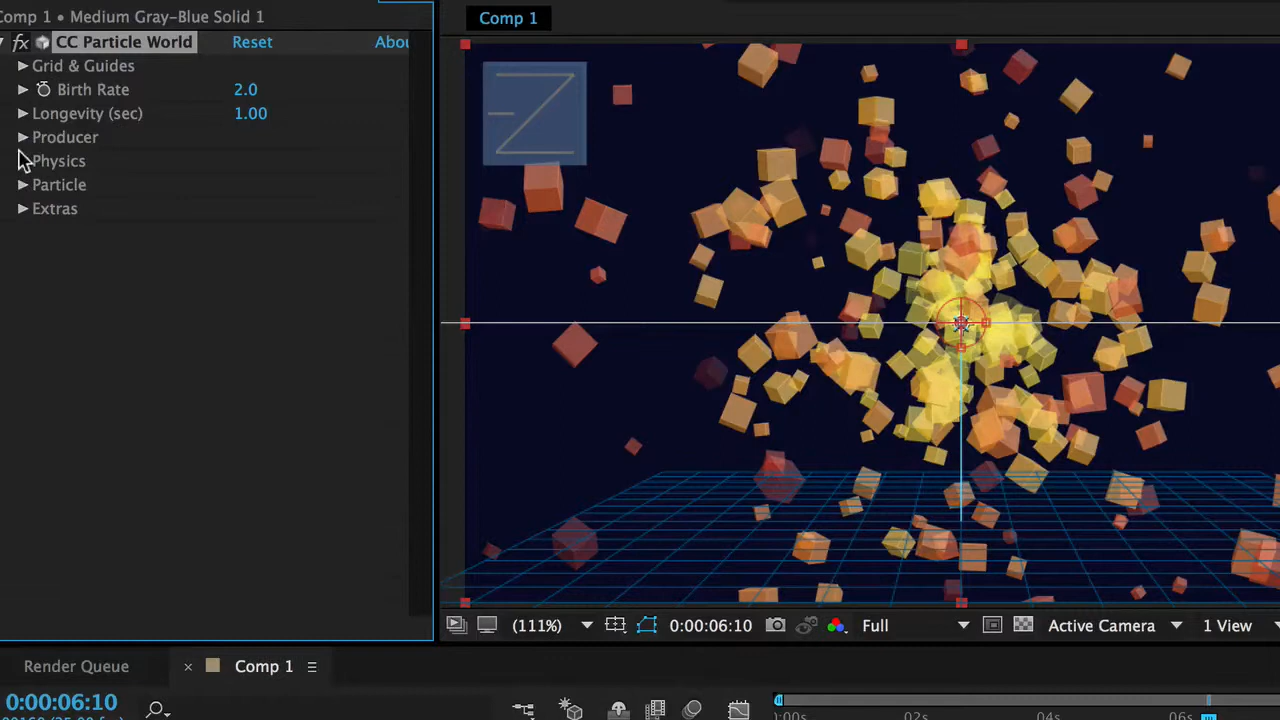 Comp 1 • Medium Gray-Blue Solid 1
fx CC Particle World Reset Abou
Grid & Guides
Birth Rate 2.0
Longevity (sec) 1.00
Producer
Physics
Particle
Extras
Comp 1
Z
(111%) 0:00:06:10 Full Active Camera 1 View
Render Queue × Comp 1
0:00:06:10
02s 04s 06s